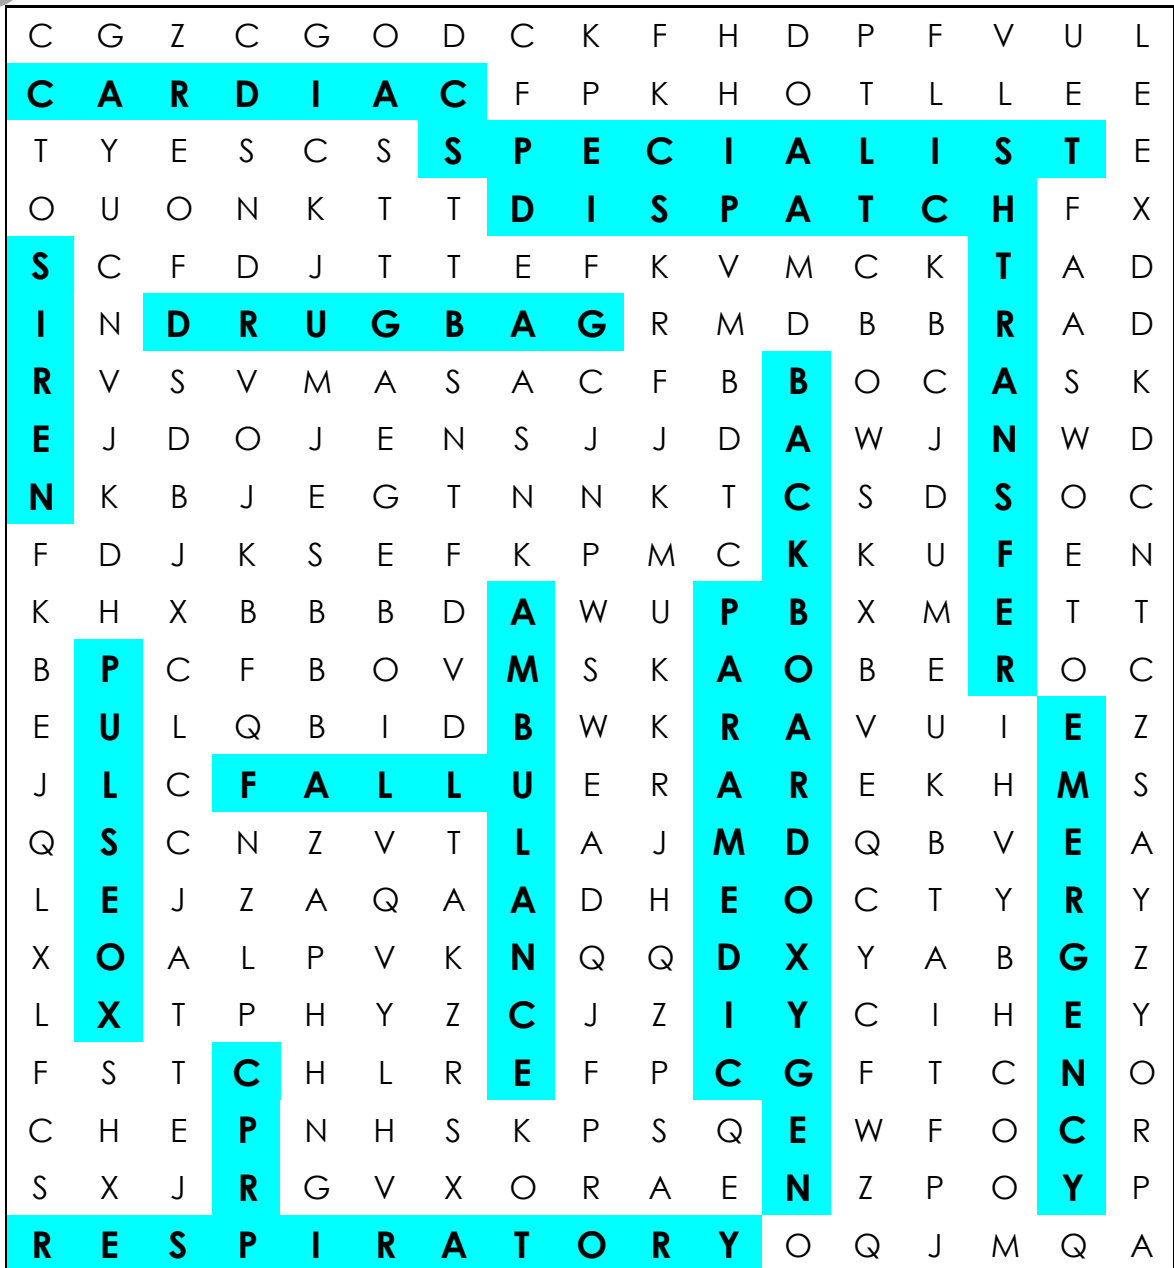 C G Z C G O D C K F H D P F V U L
C A R D I A C F P K H O T L L E E
T Y E S C S S P E C I A L I S T E
O U O N K T T D I S P A T C H F X
S C F D J T T E F K V M C K T A D
I N D R U G B A G R M D B B R A D
R V S V M A S A C F B B O C A S K
E J D O J E N S J J D A W J N W D
N K B J E G T N N K T C S D S O C
F D J K S E F K P M C K K U F E N
K H X B B B D A W U P B X M E T T
B P C F B O V M S K A O B E R O C
E U L Q B I D B W K R A V U I E Z
J L C F A L L U E R A R E K H M S
Q S C N Z V T L A J M D Q B V E A
L E J Z A Q A A D H E O C T Y R Y
X O A L P V K N Q Q D X Y A B G Z
L X T P H Y Z C J Z I Y C I H E Y
F S T C H L R E F P C G F T C N O
C H E P N H S K P S Q E W F O C R
S X J R G V X O R A E N Z P O Y P
R E S P I R A T O R Y O Q J M Q A